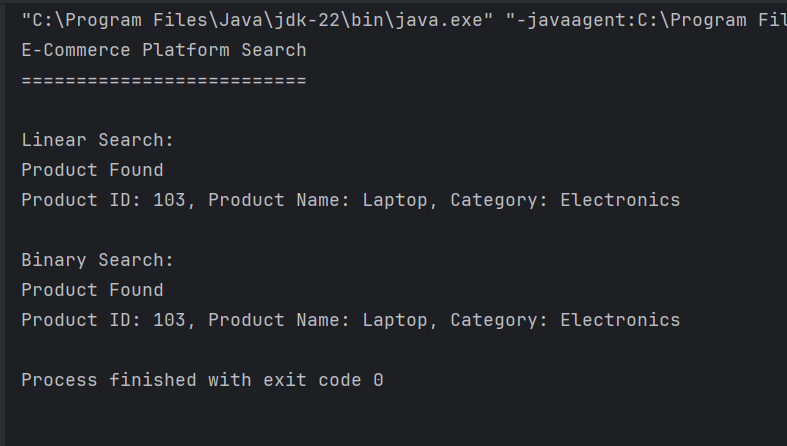 "C:\Program Files\Java\jdk-22\bin\java.exe" "-javaagent:C:\Program Fil
E-Commerce Platform Search
==========================
Linear Search:
Product Found
Product ID: 103, Product Name: Laptop, Category: Electronics
Binary Search:
Product Found
Product ID: 103, Product Name: Laptop, Category: Electronics
Process finished with exit code 0